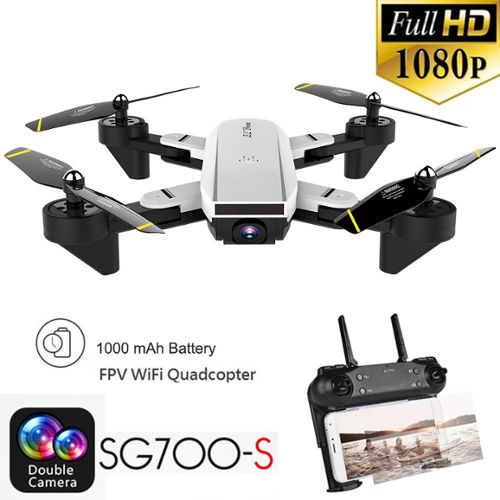 Full HD
1080P
1000 mAh Battery
FPV WiFi Quadcopter
Double
Camera
SG700-S